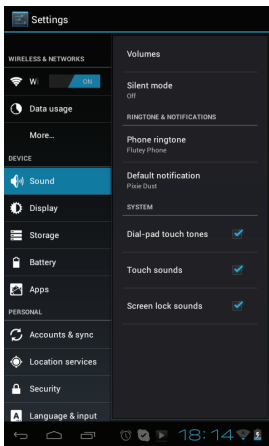 Settings
WIRELESS & NETWORKS
Wi
ON
Data usage
More...
DEVICE
Sound
Display
Storage
Battery
Apps
PERSONAL
Accounts & sync
Location services
Security
A Language & input
Volumes
Silent mode
Off
RINGTONE & NOTIFICATIONS
Phone ringtone
Flutey Phone
Default notification
Pixie Dust
SYSTEM
Dial-pad touch tones
Touch sounds
Screen lock sounds
18:14